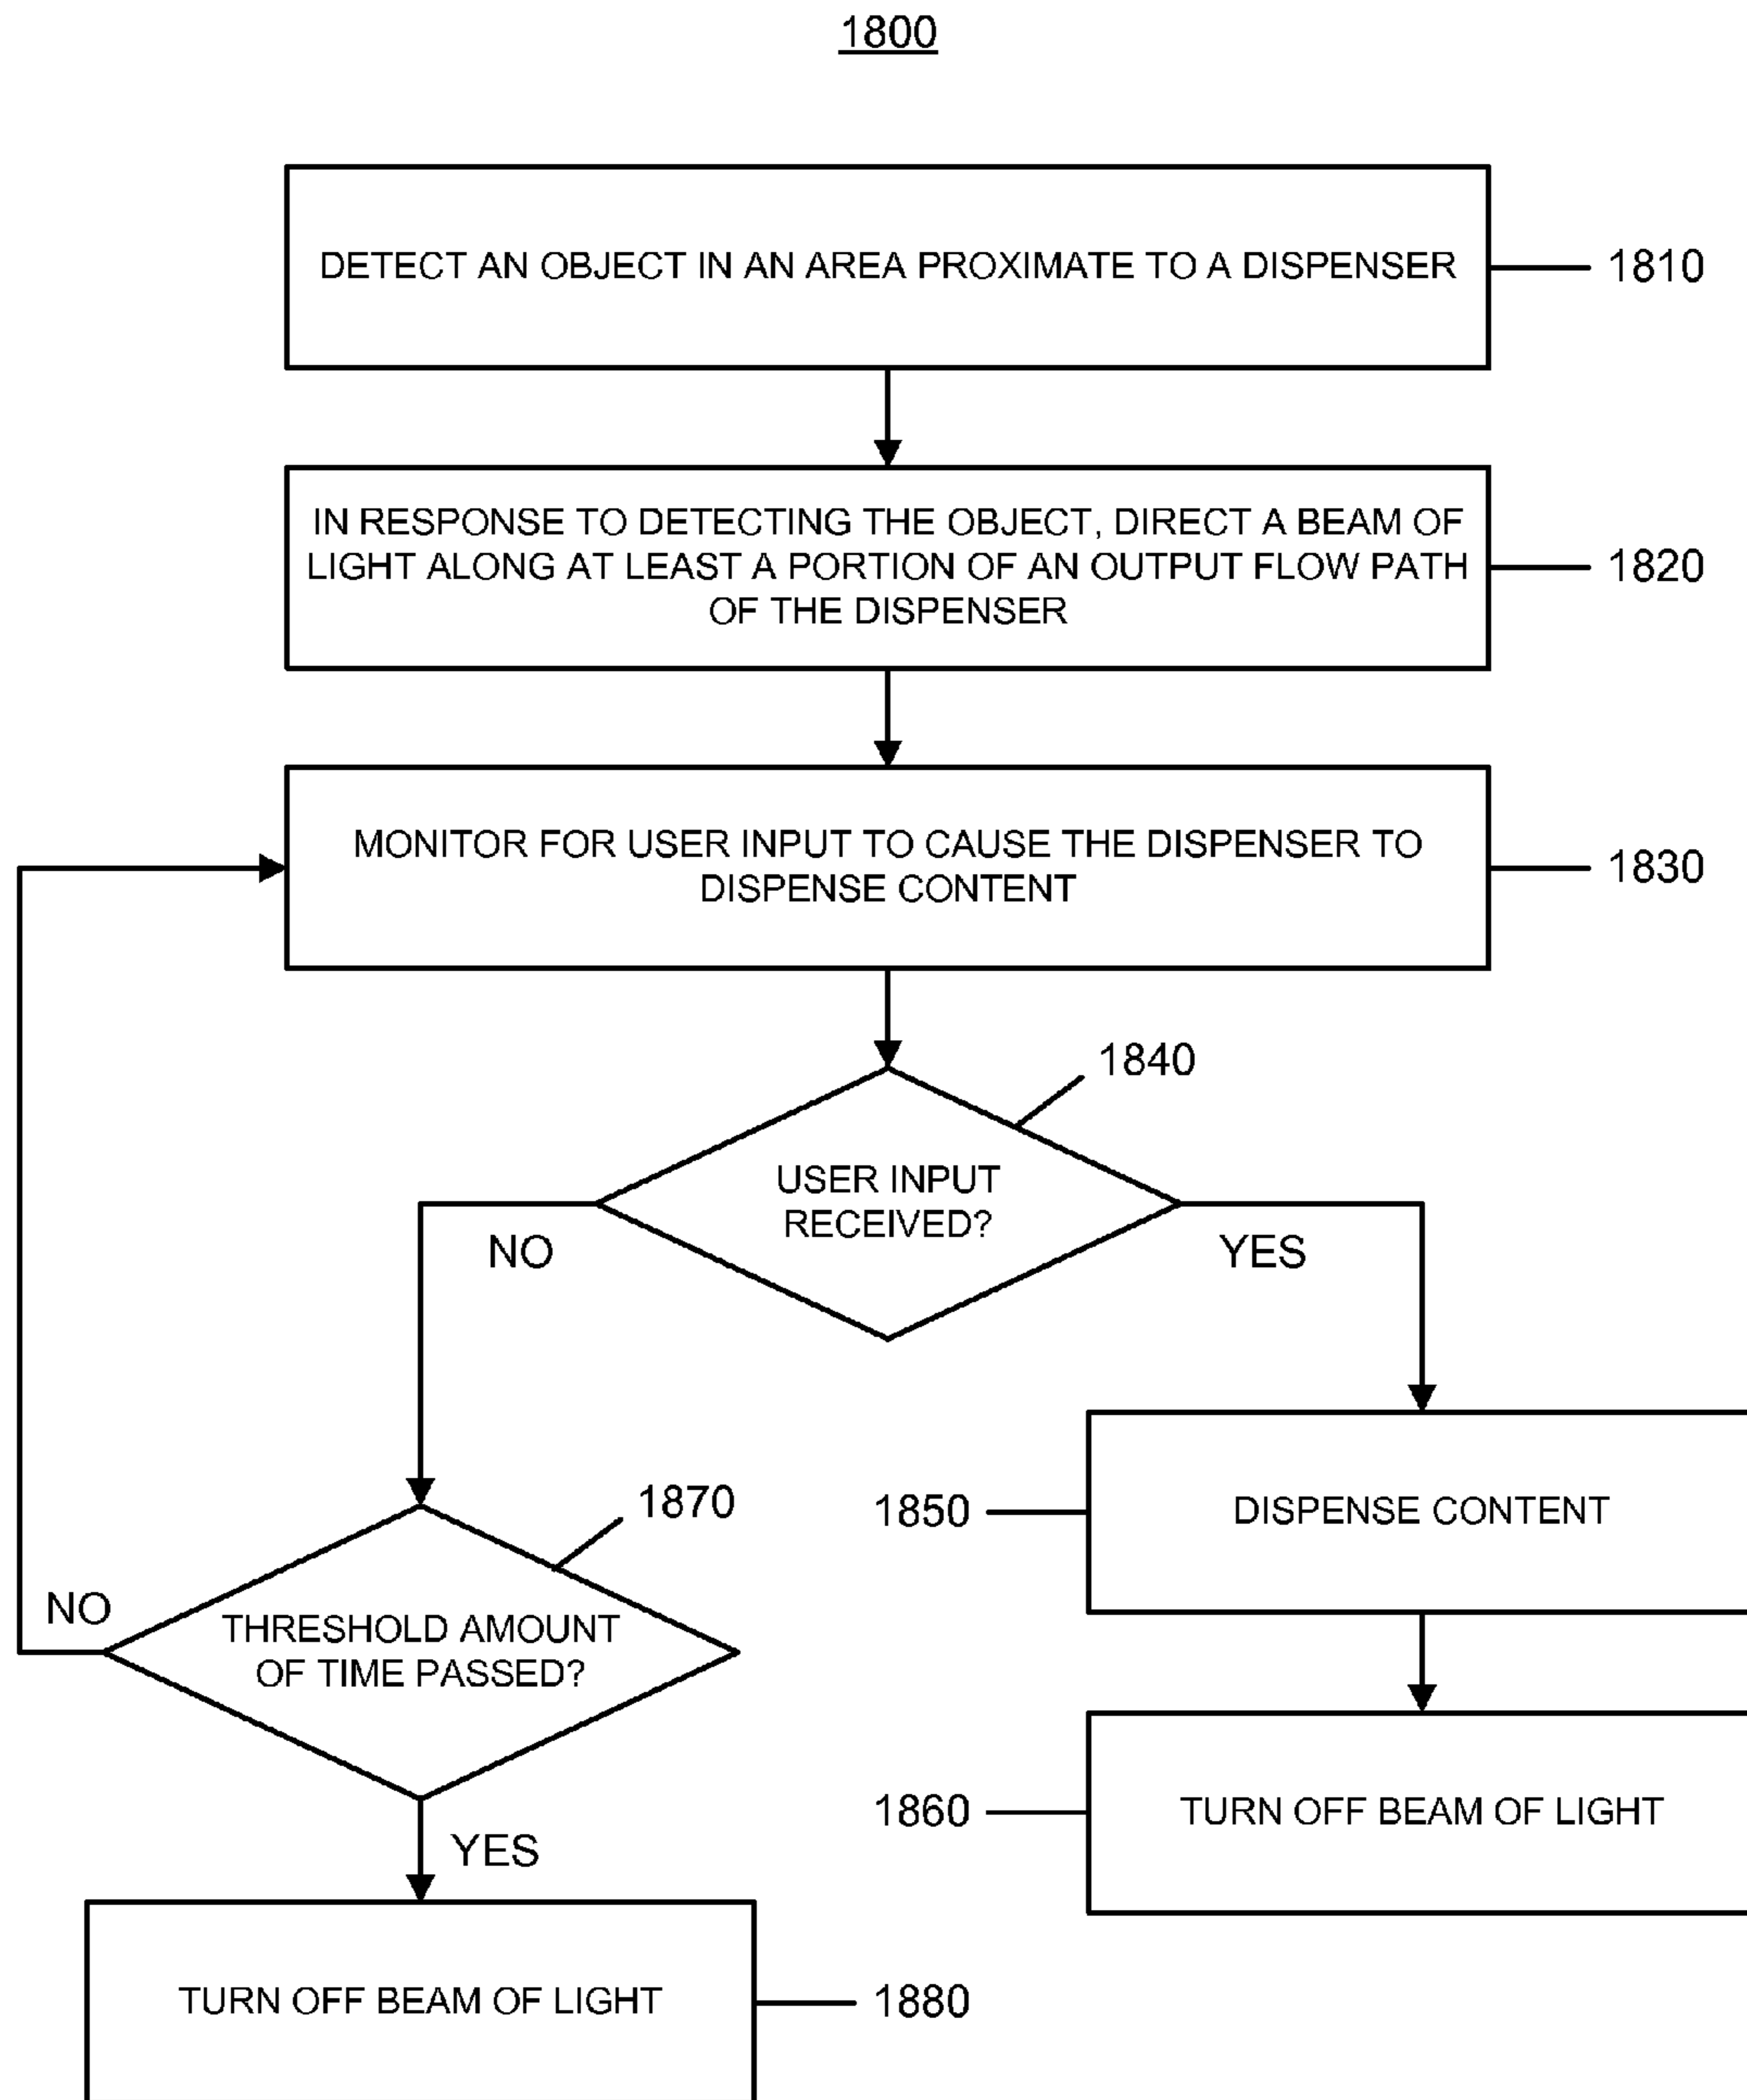 1800
DETECT AN OBJECT IN AN AREA PROXIMATE TO A DISPENSER
1810
IN RESPONSE TO DETECTING THE OBJECT, DIRECT A BEAM OF
LIGHT ALONG AT LEAST A PORTION OF AN OUTPUT FLOW PATH
OF THE DISPENSER
1820
MONITOR FOR USER INPUT TO CAUSE THE DISPENSER TO
DISPENSE CONTENT
1830
1840
USER INPUT
RECEIVED?
NO
YES
1850
DISPENSE CONTENT
1870
THRESHOLD AMOUNT
OF TIME PASSED?
NO
1860
TURN OFF BEAM OF LIGHT
YES
TURN OFF BEAM OF LIGHT
1880